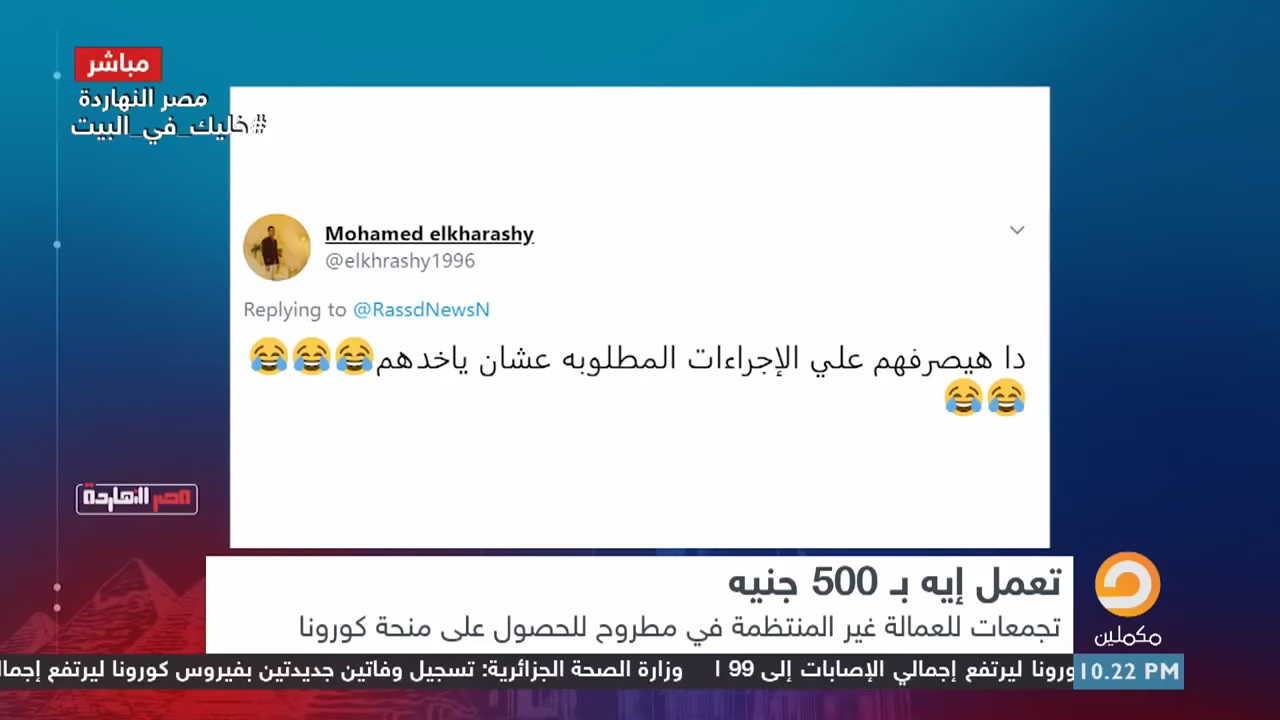 مباشر
مصر النهاردة
#خليك_في_البيت
Mohamed elkharashy
@elkhrashy1996
Replying to @RassdNewsN
دا هيصرفهم علي الإجراءات المطلوبه عشان ياخدهم😂😂😂
😂😂
مصر النهاردة
تعمل إيه بـ 500 جنيه
تجمعات للعمالة غير المنتظمة في مطروح للحصول على منحة كورونا
مكملين
ورونا ليرتفع إجمالي الإصابات إلى 99 ا وزارة الصحة الجزائرية: تسجيل وفاتين جديدتين بفيروس كورونا ليرتفع إجما
10.22 PM